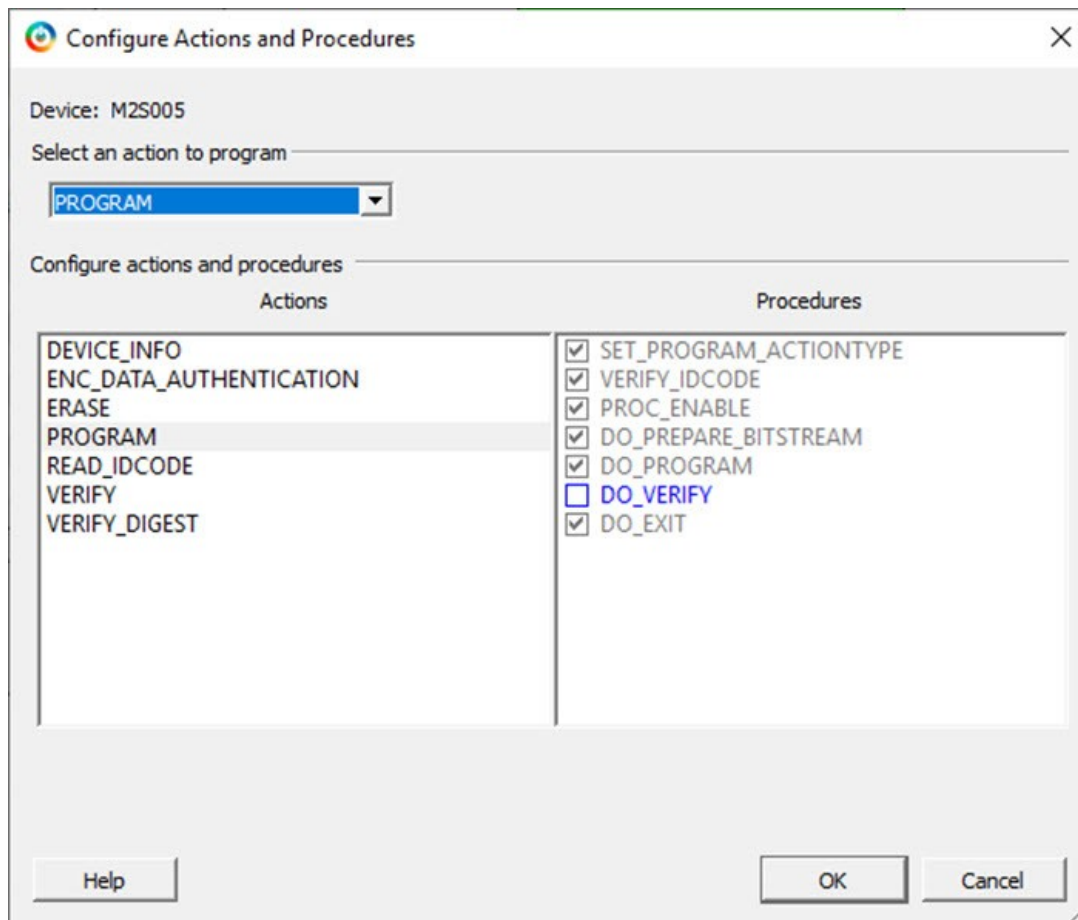 Configure Actions and Procedures
Device: M2S005
Select an action to program
PROGRAM
Configure actions and procedures
Actions
Procedures
DEVICE_INFO
ENC_DATA_AUTHENTICATION
ERASE
PROGRAM
READ_IDCODE
VERIFY
VERIFY_DIGEST
SET_PROGRAM_ACTIONTYPE
VERIFY_IDCODE
PROC_ENABLE
DO_PREPARE_BITSTREAM
DO_PROGRAM
DO_VERIFY
DO_EXIT
Help
OK
Cancel